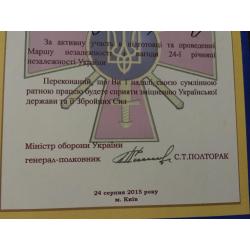 За активну участь в підготовці та проведенні
Маршу незалежності з нагоди 24-ї річниці
незалежності України
Переконаний, що Ви і надалі своєю сумлінною
ратною працею будете сприяти зміцненню Української
держави та її Збройних Сил
Міністр оборони України
генерал-полковник С.Т.ПОЛТОРАК
24 серпня 2015 року
м. Київ